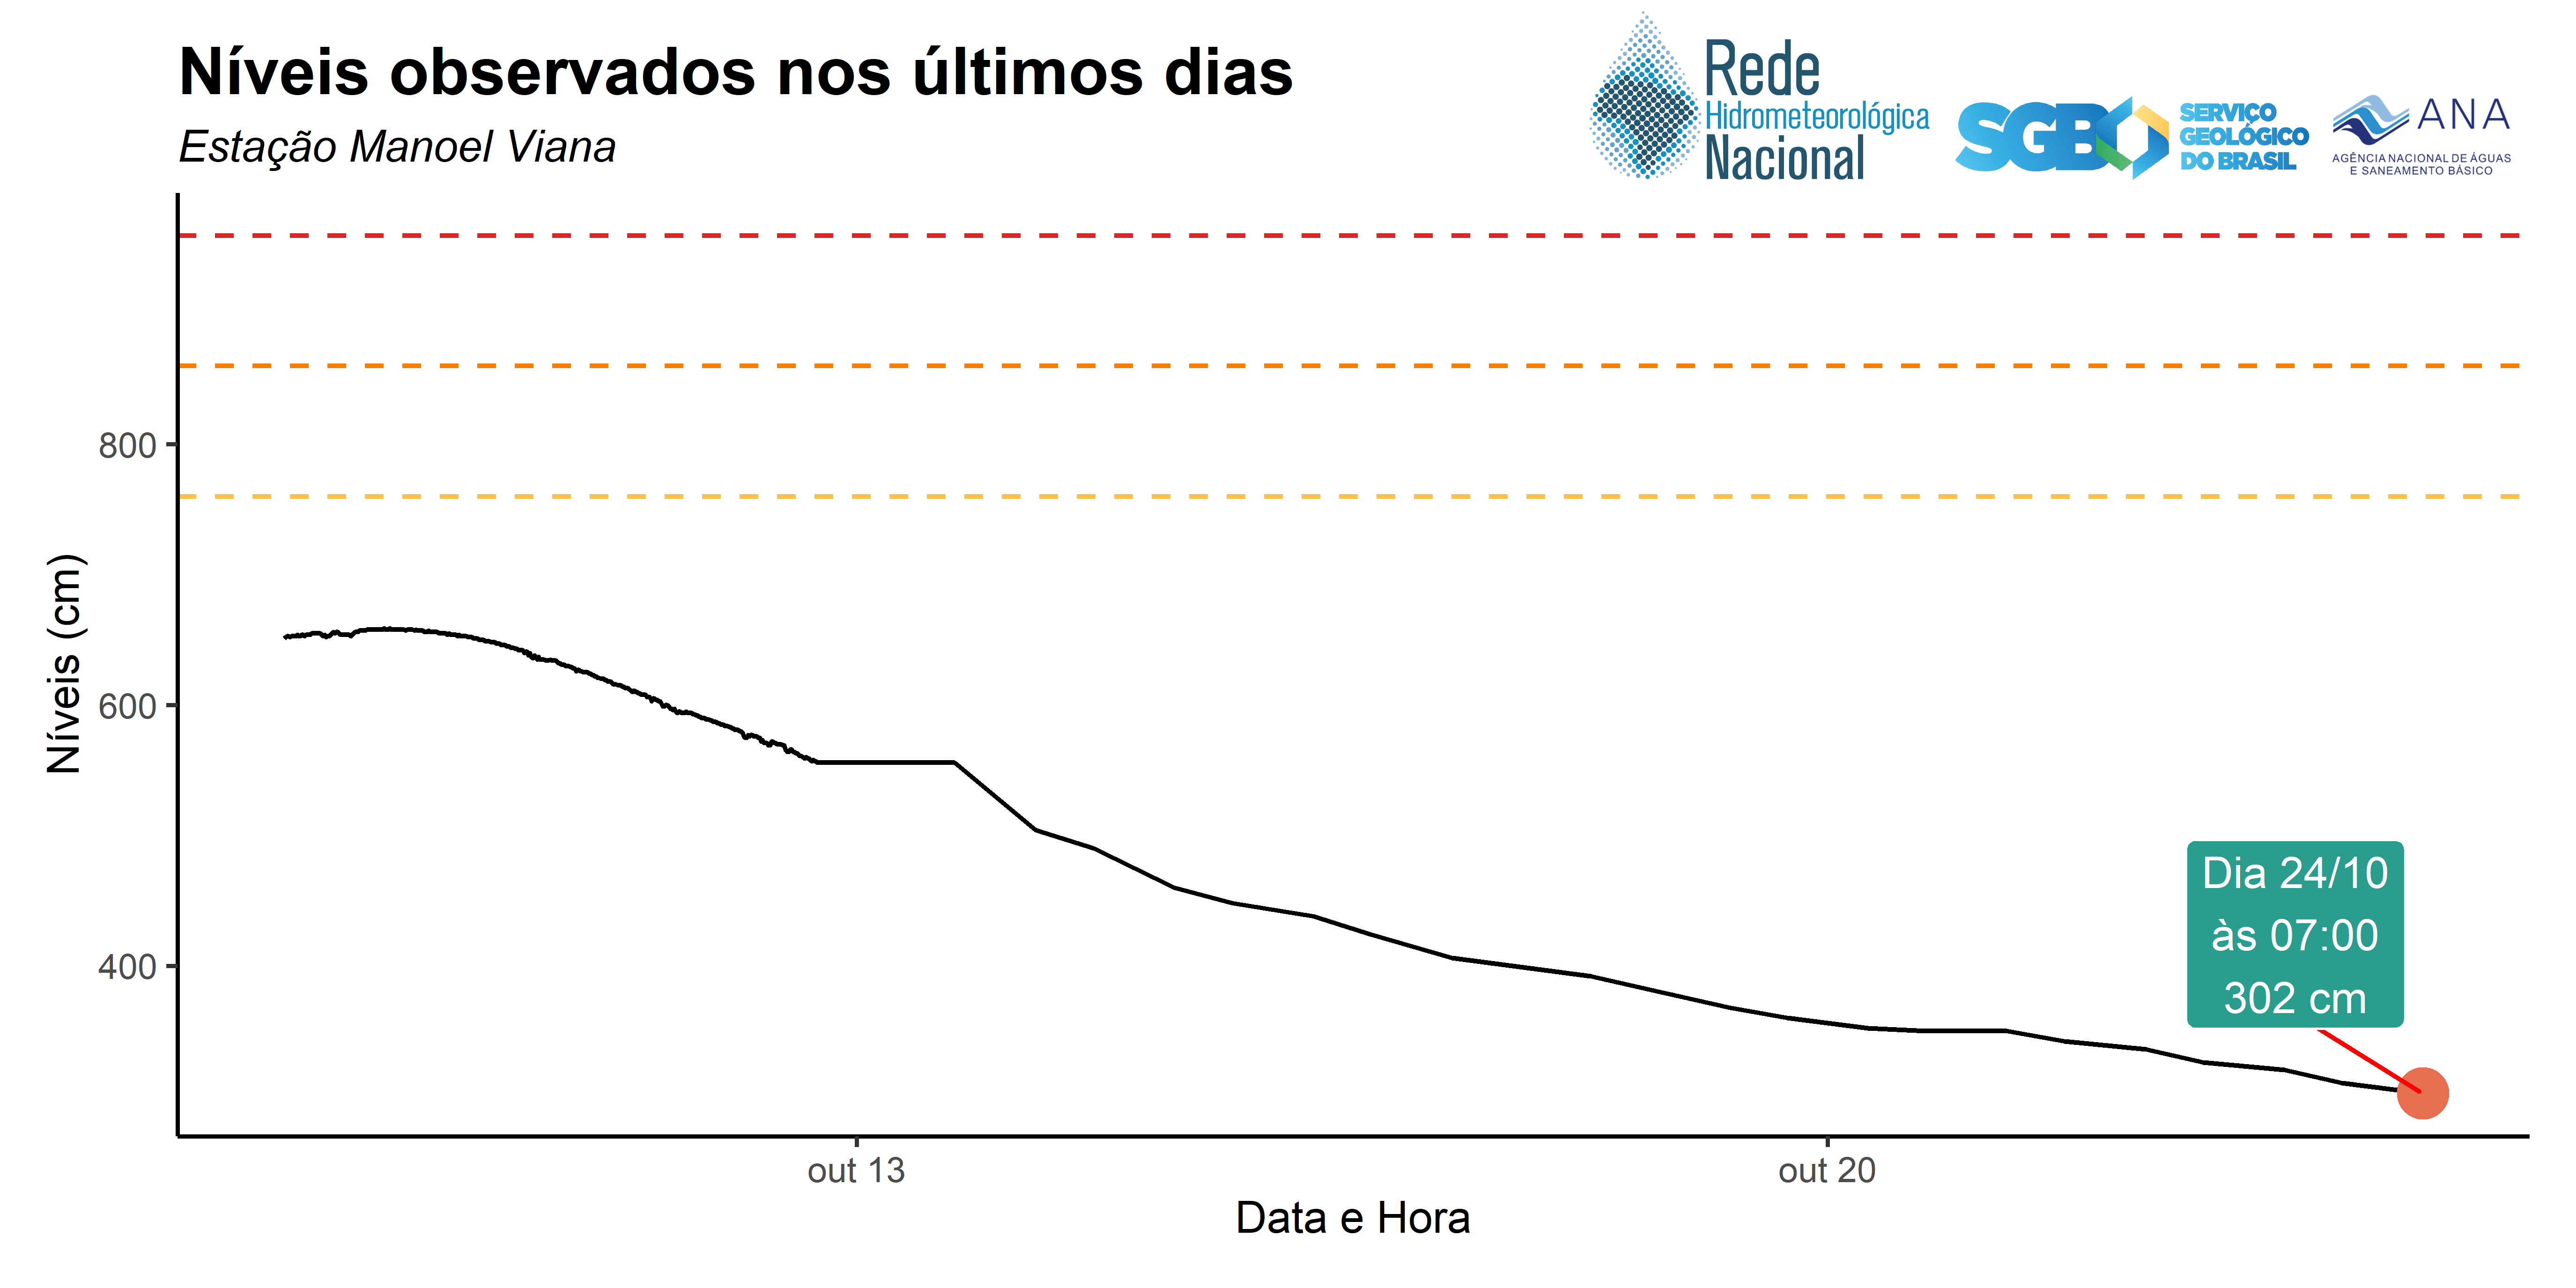 Níveis observados nos últimos dias
Estação Manoel Viana
Rede
Hidrometeorológica
Nacional
SGB
SERVIÇO
GEOLÓGICO
DO BRASIL
ANA
AGÊNCIA NACIONAL DE ÁGUAS
E SANEAMENTO BÁSICO
Níveis (cm)
800
600
400
Dia 24/10
às 07:00
302 cm
out 13
out 20
Data e Hora